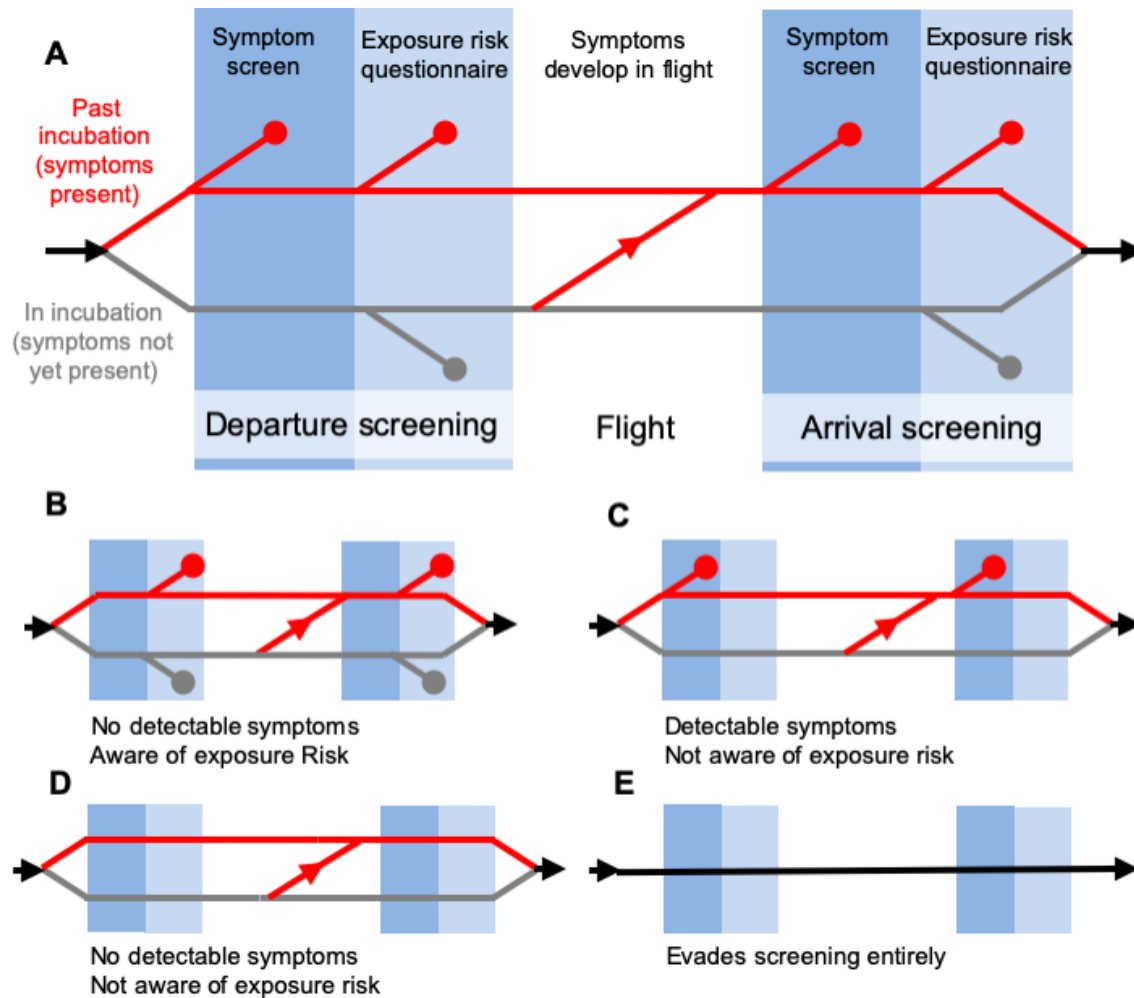 A
Symptom
screen
Exposure risk
questionnaire
Symptoms
develop in flight
Symptom
screen
Exposure risk
questionnaire
Past
incubation
(symptoms
present)
In incubation
(symptoms not
yet present)
Departure screening
Flight
Arrival screening
B
No detectable symptoms
Aware of exposure Risk
C
Detectable symptoms
Not aware of exposure risk
D
No detectable symptoms
Not aware of exposure risk
E
Evades screening entirely